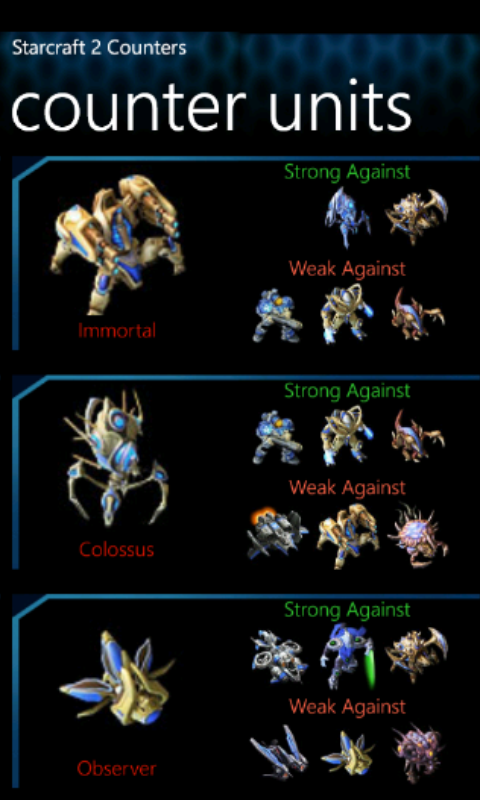 Starcraft 2 Counters
counter units
Strong Against
Weak Against
Immortal
Strong Against
Weak Against
Colossus
Strong Against
Weak Against
Observer